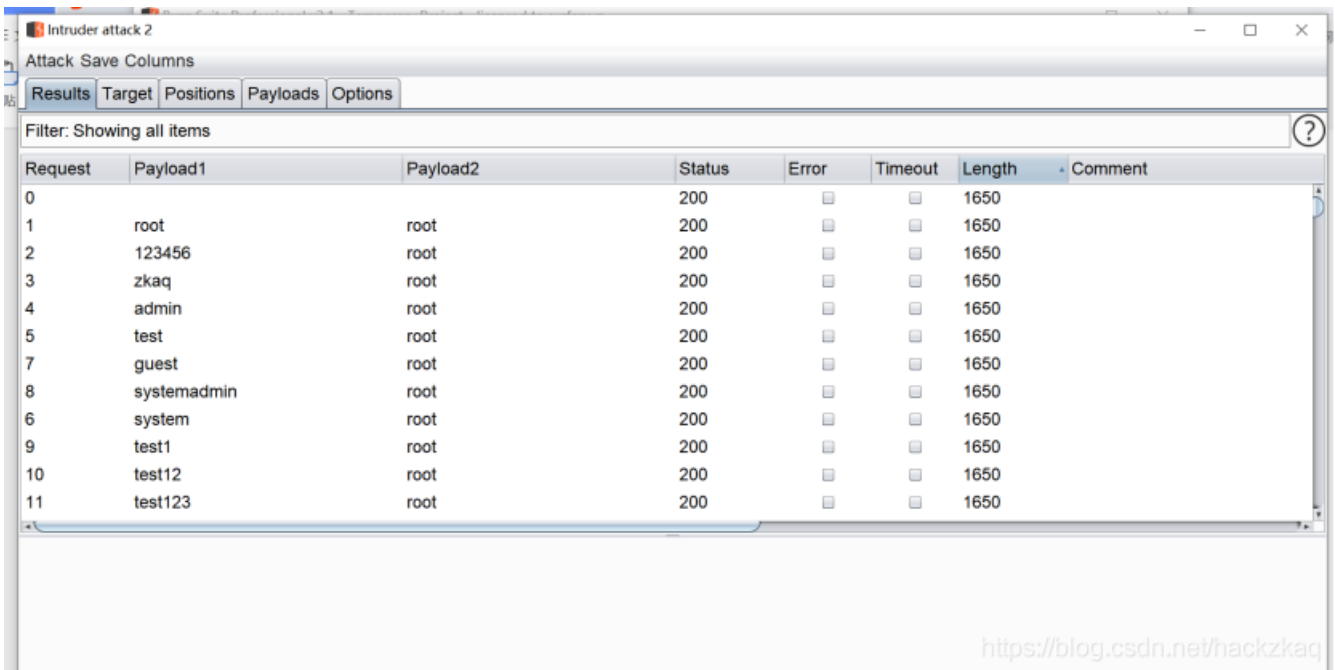 Intruder attack 2
Attack Save Columns
Results Target Positions Payloads Options
Filter: Showing all items
?
Request Payload1 Payload2 Status Error Timeout Length Comment
0 200 1650
1 root root 200 1650
2 123456 root 200 1650
3 zkaq root 200 1650
4 admin root 200 1650
5 test root 200 1650
7 guest root 200 1650
8 systemadmin root 200 1650
6 system root 200 1650
9 test1 root 200 1650
10 test12 root 200 1650
11 test123 root 200 1650
https://blog.csdn.net/hackzkaq